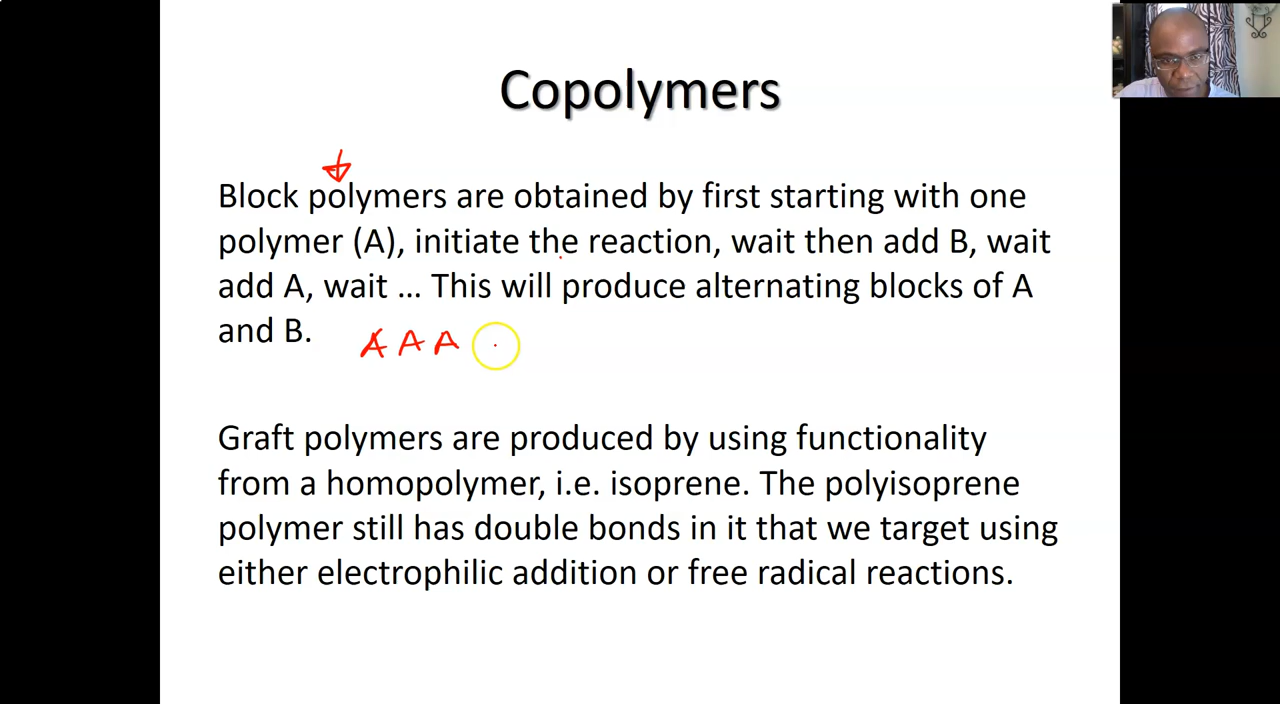 Copolymers
Block polymers are obtained by first starting with one
polymer (A), initiate the reaction, wait then add B, wait
add A, wait … This will produce alternating blocks of A
and B.
A A A
Graft polymers are produced by using functionality
from a homopolymer, i.e. isoprene. The polyisoprene
polymer still has double bonds in it that we target using
either electrophilic addition or free radical reactions.